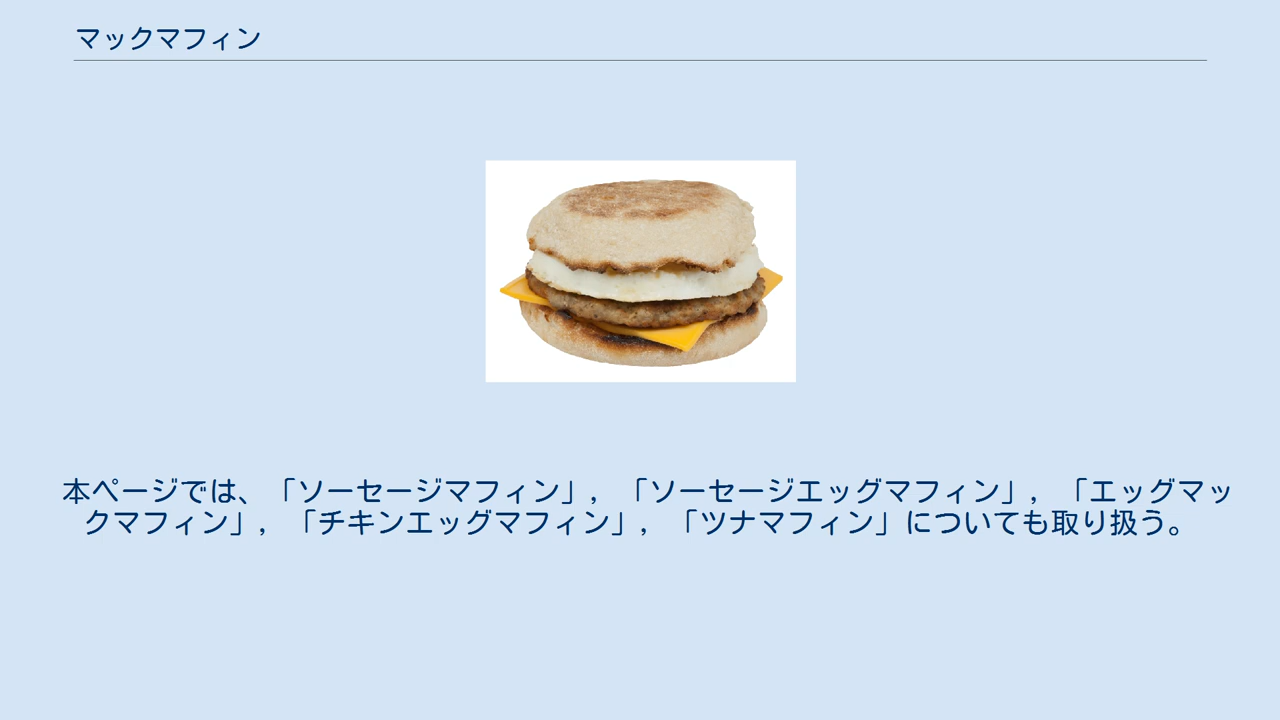 マックマフィン
本ページでは、「ソーセージマフィン」，「ソーセージエッグマフィン」，「エッグマッ
クマフィン」，「チキンエッグマフィン」，「ツナマフィン」についても取り扱う。